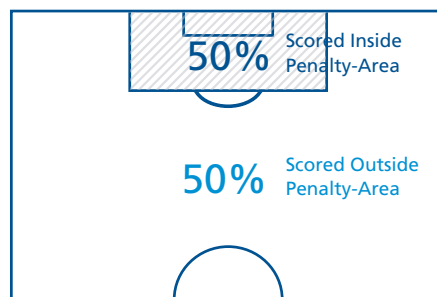 50%
Scored Inside
Penalty-Area
50%
Scored Outside
Penalty-Area